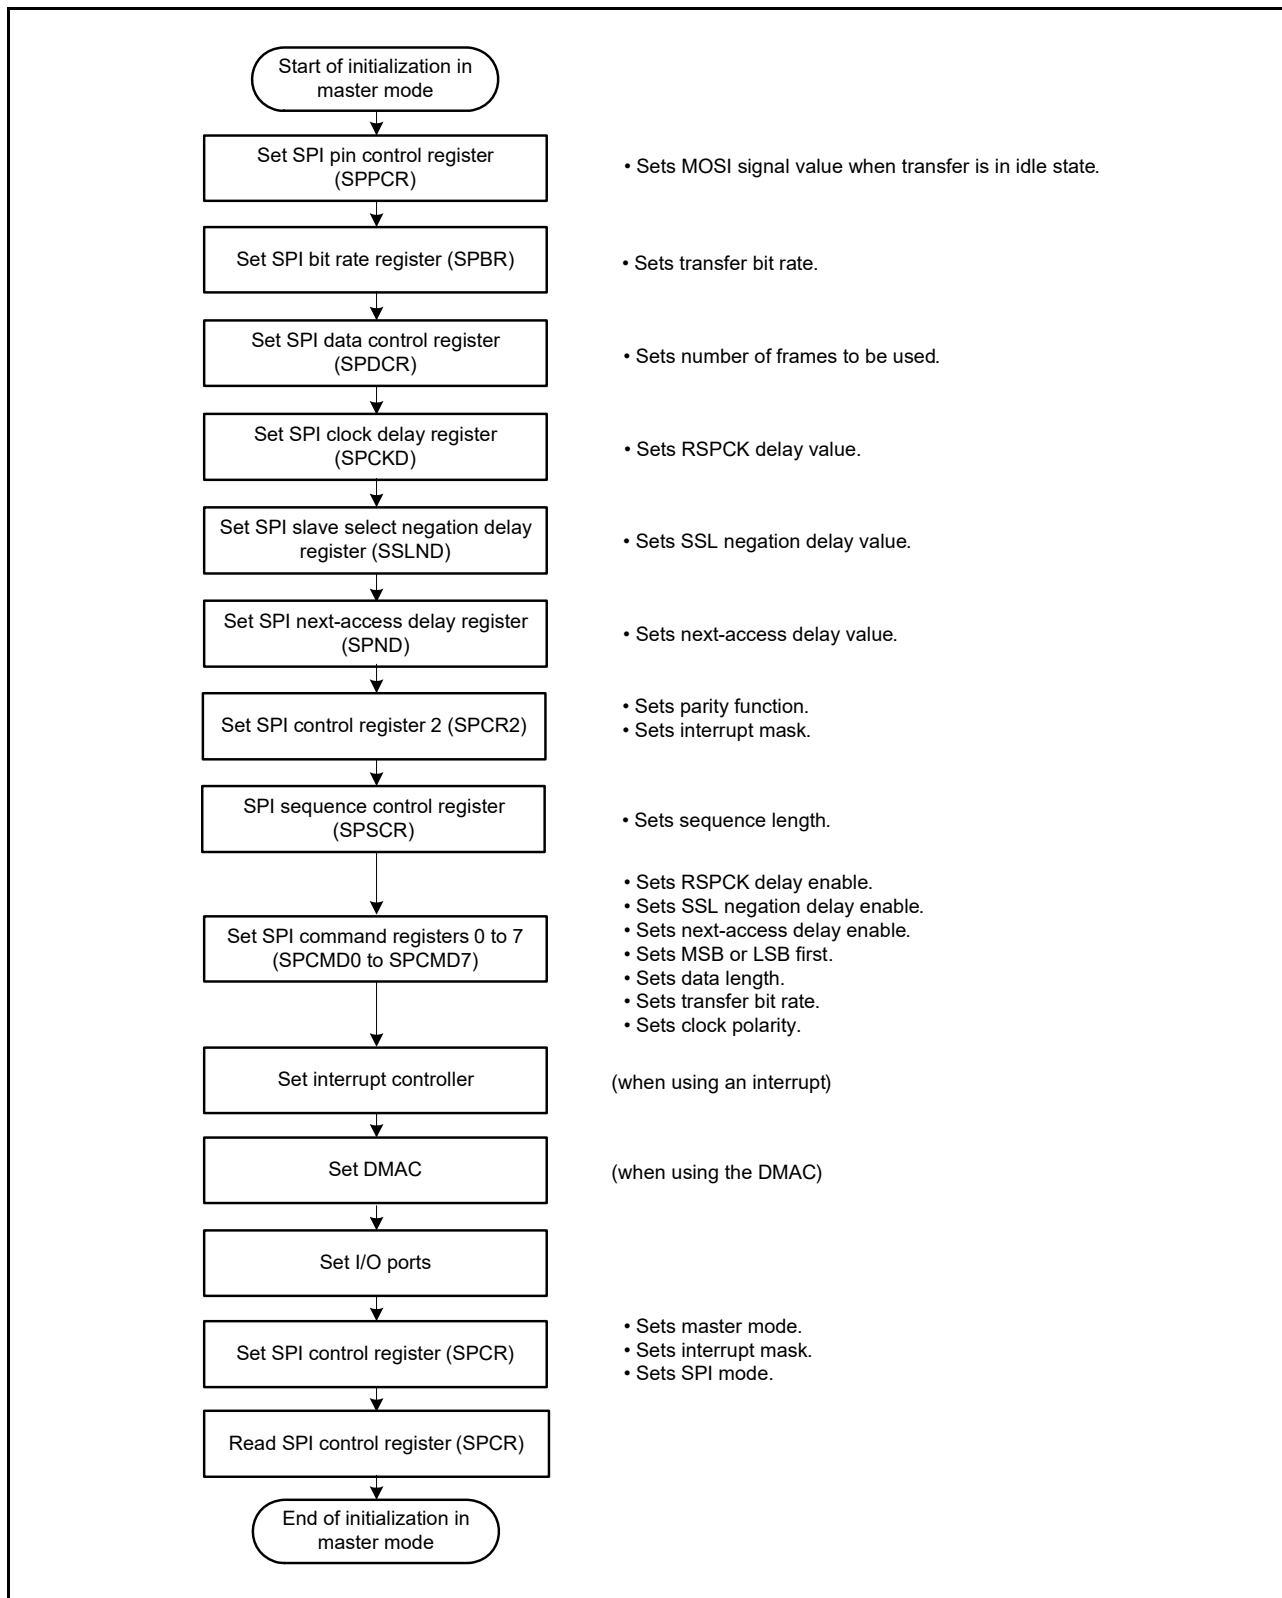 Start of initialization in
master mode
Set SPI pin control register
(SPPCR)
• Sets MOSI signal value when transfer is in idle state.
Set SPI bit rate register (SPBR)
• Sets transfer bit rate.
Set SPI data control register
(SPDCR)
• Sets number of frames to be used.
Set SPI clock delay register
(SPCKD)
• Sets RSPCK delay value.
Set SPI slave select negation delay
register (SSLND)
• Sets SSL negation delay value.
Set SPI next-access delay register
(SPND)
• Sets next-access delay value.
Set SPI control register 2 (SPCR2)
• Sets parity function.
• Sets interrupt mask.
SPI sequence control register
(SPSCR)
• Sets sequence length.
Set SPI command registers 0 to 7
(SPCMD0 to SPCMD7)
• Sets RSPCK delay enable.
• Sets SSL negation delay enable.
• Sets next-access delay enable.
• Sets MSB or LSB first.
• Sets data length.
• Sets transfer bit rate.
• Sets clock polarity.
Set interrupt controller
(when using an interrupt)
Set DMAC
(when using the DMAC)
Set I/O ports
Set SPI control register (SPCR)
• Sets master mode.
• Sets interrupt mask.
• Sets SPI mode.
Read SPI control register (SPCR)
End of initialization in
master mode